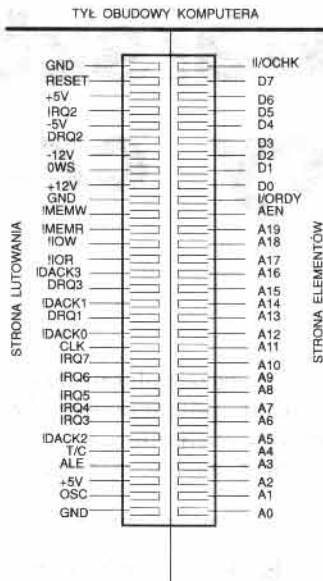 TYŁ OBUDOWY KOMPUTERA
GND
RESET
+5V
IRQ2
-5V
DRQ2
-12V
0WS
+12V
GND
!MEMW
!MEMR
!IOW
!IOR
!DACK3
DRQ3
!DACK1
DRQ1
!DACK0
CLK
IRQ7
IRQ6
IRQ5
IRQ4
IRQ3
!DACK2
T/C
ALE
+5V
OSC
GND
I/OCHK
D7
D6
D5
D4
D3
D2
D1
D0
I/ORDY
AEN
A19
A18
A17
A16
A15
A14
A13
A12
A11
A10
A9
A8
A7
A6
A5
A4
A3
A2
A1
A0
STRONA LUTOWANIA
STRONA ELEMENTÓW